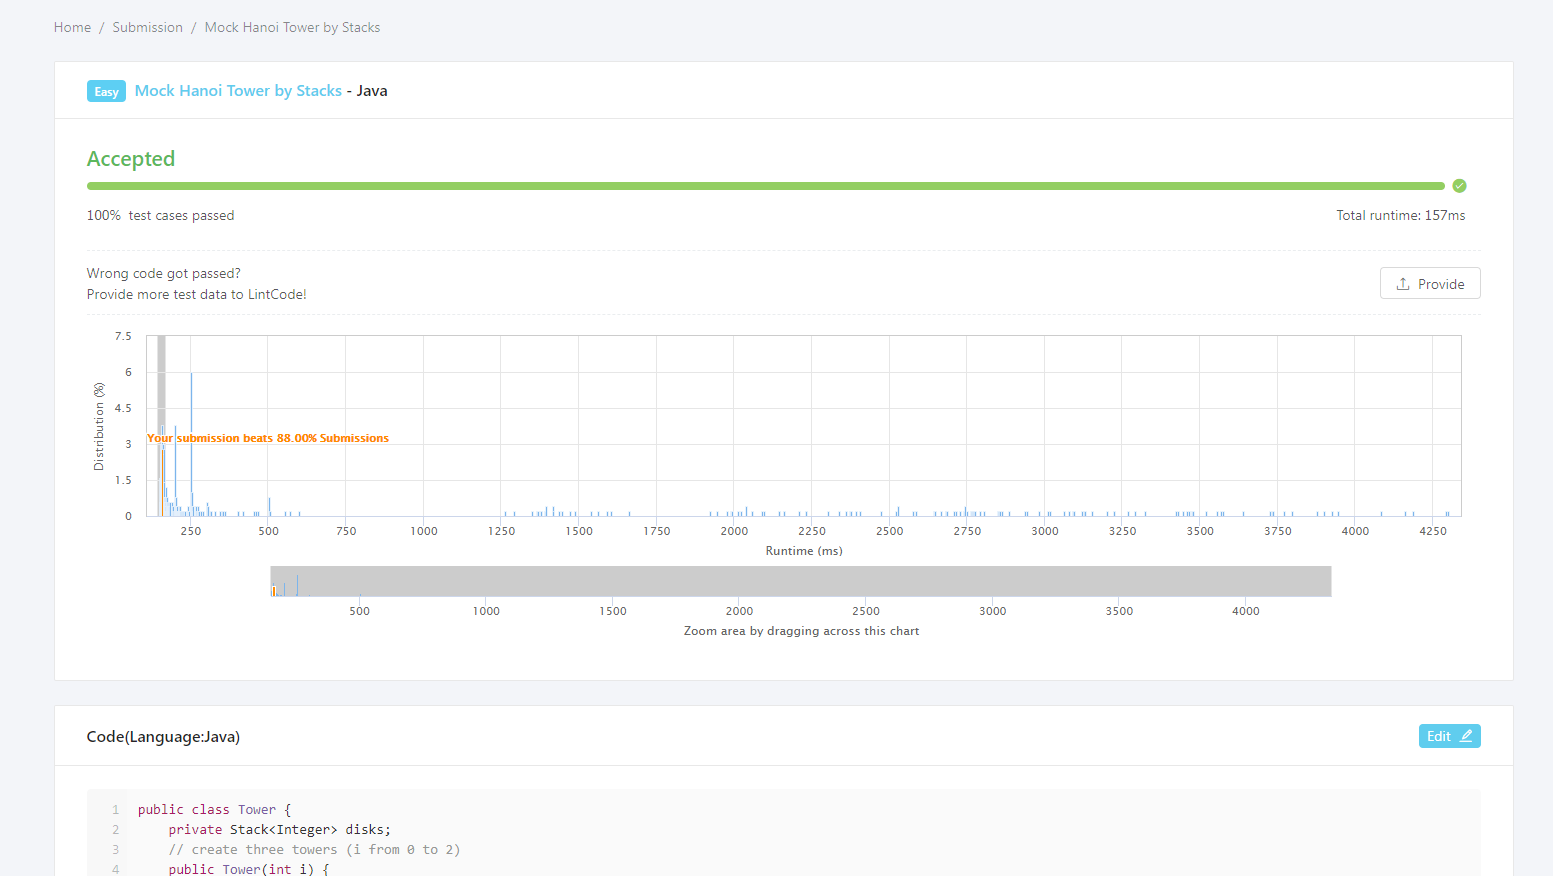 Home / Submission / Mock Hanoi Tower by Stacks
Easy Mock Hanoi Tower by Stacks - Java
Accepted
100% test cases passed
Total runtime: 157ms
Wrong code got passed?
Provide more test data to LintCode!
Provide
7.5
6
4.5
3
1.5
0
Distribution (%)
Your submission beats 88.00% Submissions
250 500 750 1000 1250 1500 1750 2000 2250 2500 2750 3000 3250 3500 3750 4000 4250
Runtime (ms)
500 1000 1500 2000 2500 3000 3500 4000
Zoom area by dragging across this chart
Code(Language:Java)
Edit
1 public class Tower {
2 private Stack<Integer> disks;
3 // create three towers (i from 0 to 2)
4 public Tower(int i) {